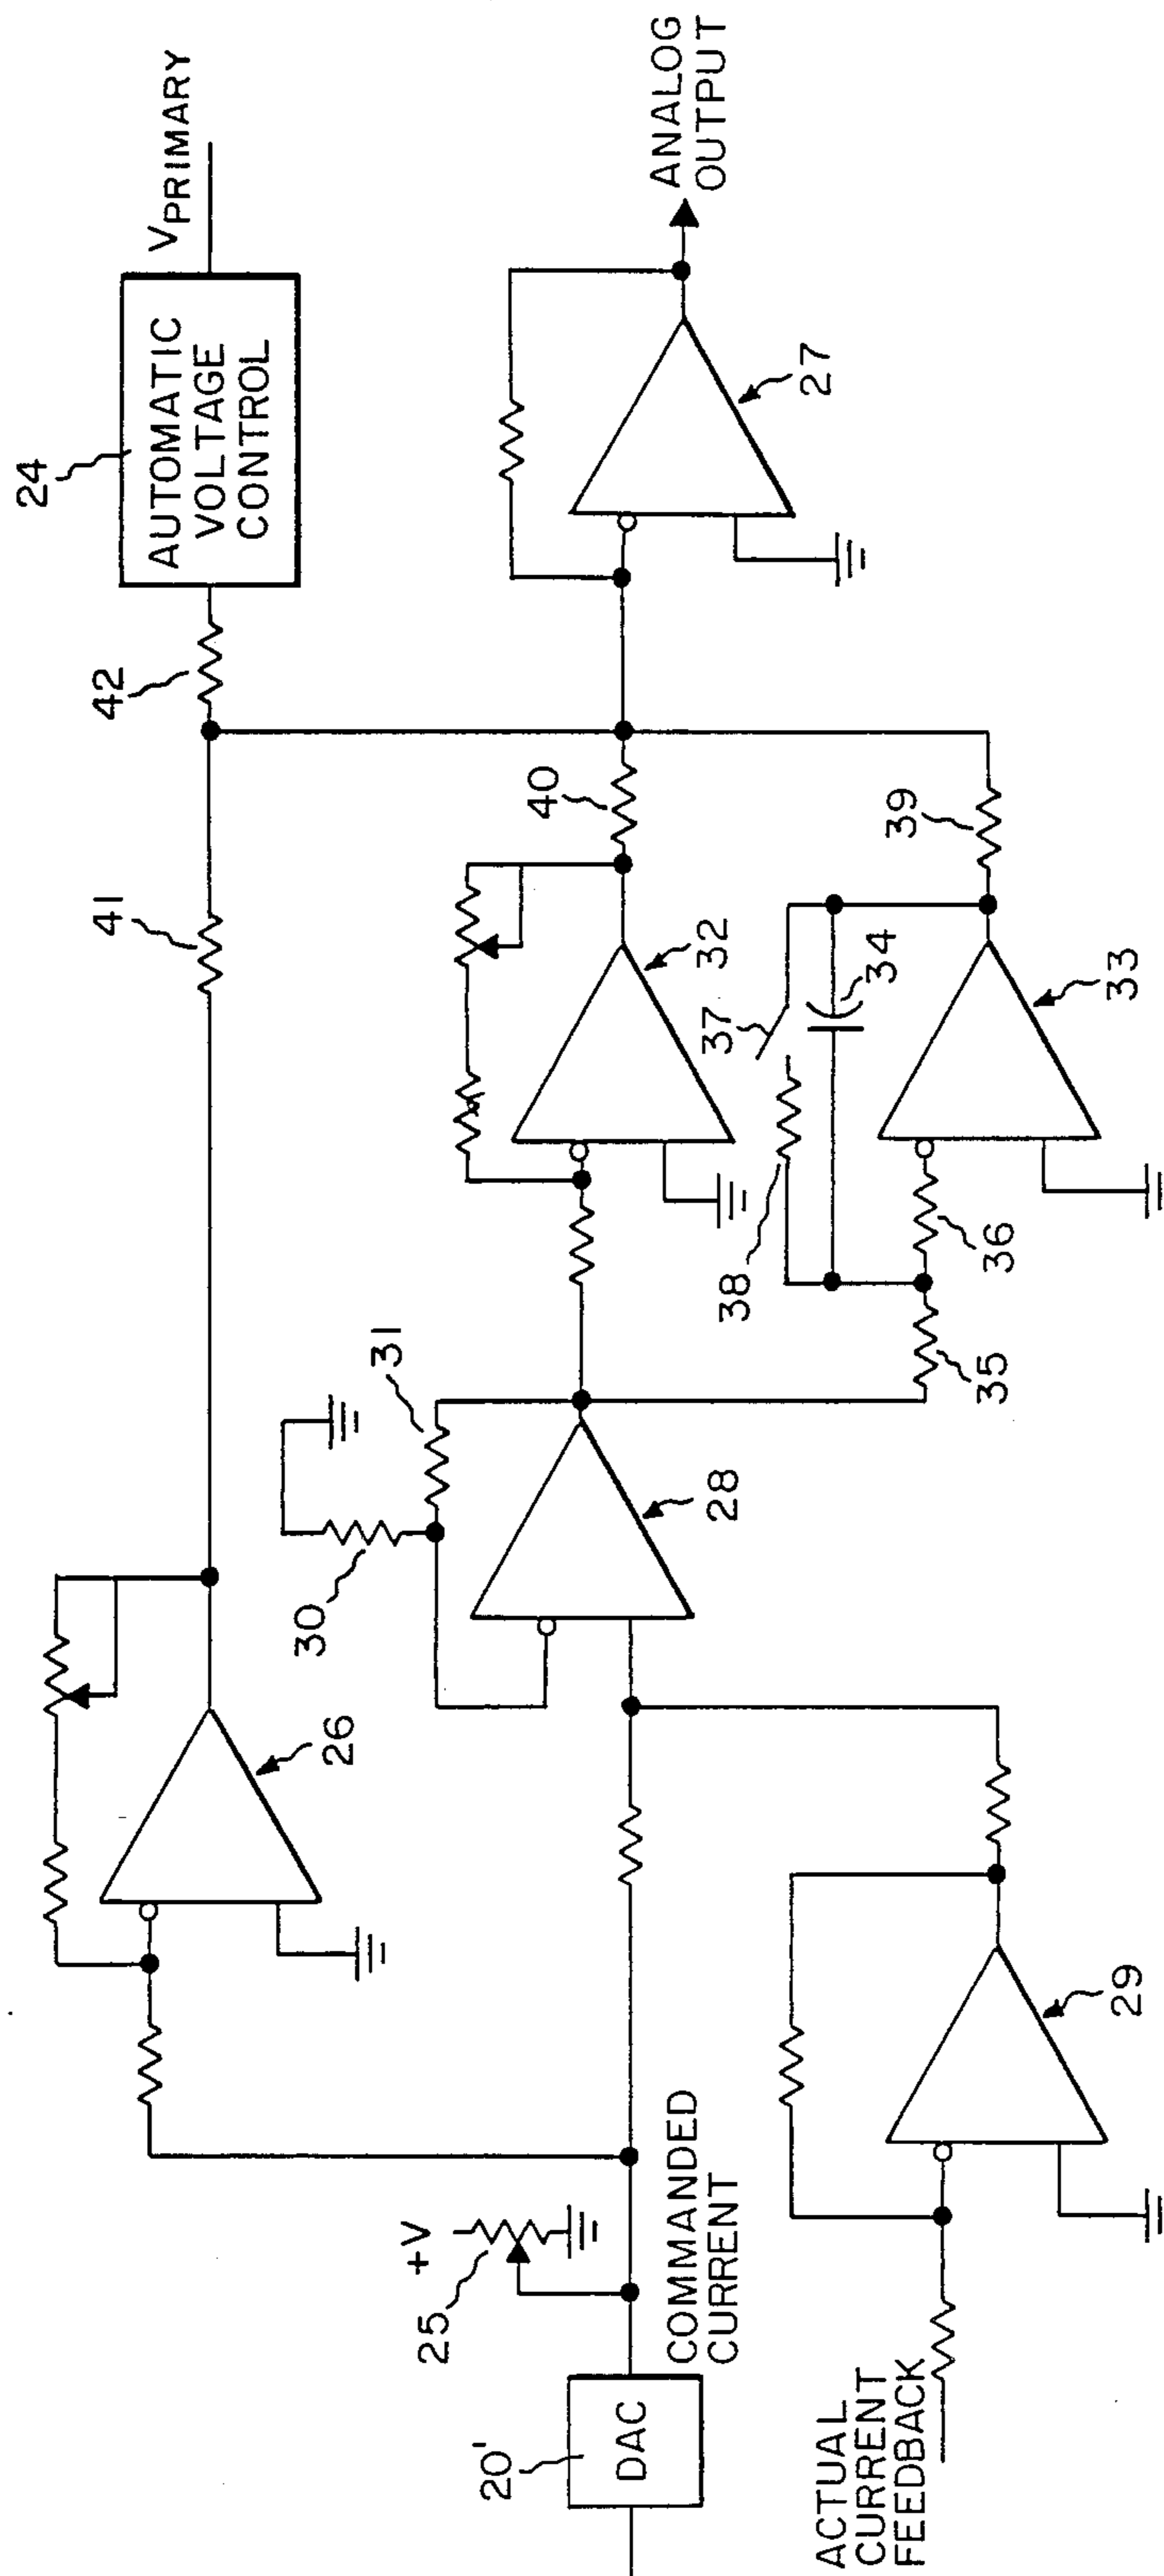 24
AUTOMATIC
VOLTAGE
CONTROL
VPRIMARY
42
41
26
+V
25
20'
DAC
COMMANDED
CURRENT
30
31
28
32
40
27
ANALOG
OUTPUT
ACTUAL
CURRENT
FEEDBACK
29
35
36
38
37
34
33
39